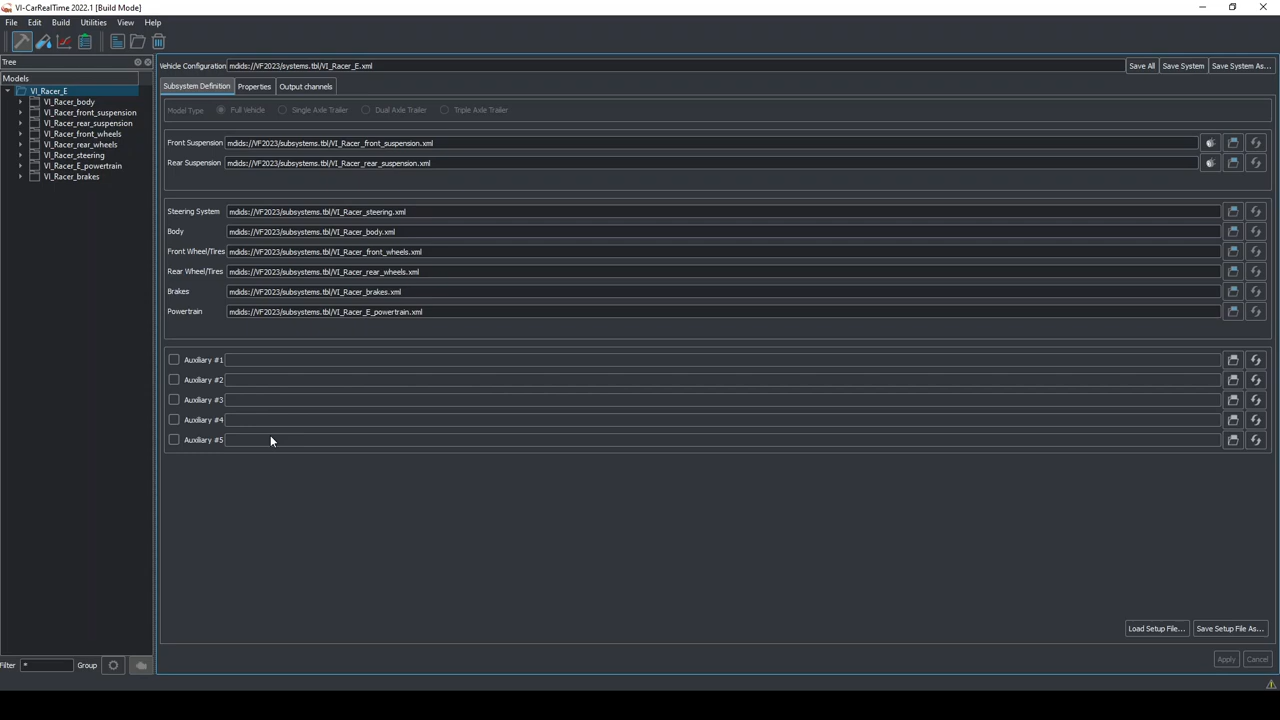 VI-CarRealTime 2022.1 [Build Mode]
File Edit Build Utilities View Help
Tree
Models
VI_Racer_E
VI_Racer_body
VI_Racer_front_suspension
VI_Racer_rear_suspension
VI_Racer_front_wheels
VI_Racer_rear_wheels
VI_Racer_steering
VI_Racer_E_powertrain
VI_Racer_brakes
Filter * Group
Vehicle Configuration mdids://VF2023/systems.tbl/VI_Racer_E.xml Save All Save System Save System As...
Subsystem Definition Properties Output channels
Model Type Full Vehicle Single Axle Trailer Dual Axle Trailer Triple Axle Trailer
Front Suspension mdids://VF2023/subsystems.tbl/VI_Racer_front_suspension.xml
Rear Suspension mdids://VF2023/subsystems.tbl/VI_Racer_rear_suspension.xml
Steering System mdids://VF2023/subsystems.tbl/VI_Racer_steering.xml
Body mdids://VF2023/subsystems.tbl/VI_Racer_body.xml
Front Wheel/Tires mdids://VF2023/subsystems.tbl/VI_Racer_front_wheels.xml
Rear Wheel/Tires mdids://VF2023/subsystems.tbl/VI_Racer_rear_wheels.xml
Brakes mdids://VF2023/subsystems.tbl/VI_Racer_brakes.xml
Powertrain mdids://VF2023/subsystems.tbl/VI_Racer_E_powertrain.xml
Auxiliary #1
Auxiliary #2
Auxiliary #3
Auxiliary #4
Auxiliary #5
Load Setup File... Save Setup File As...
Apply Cancel